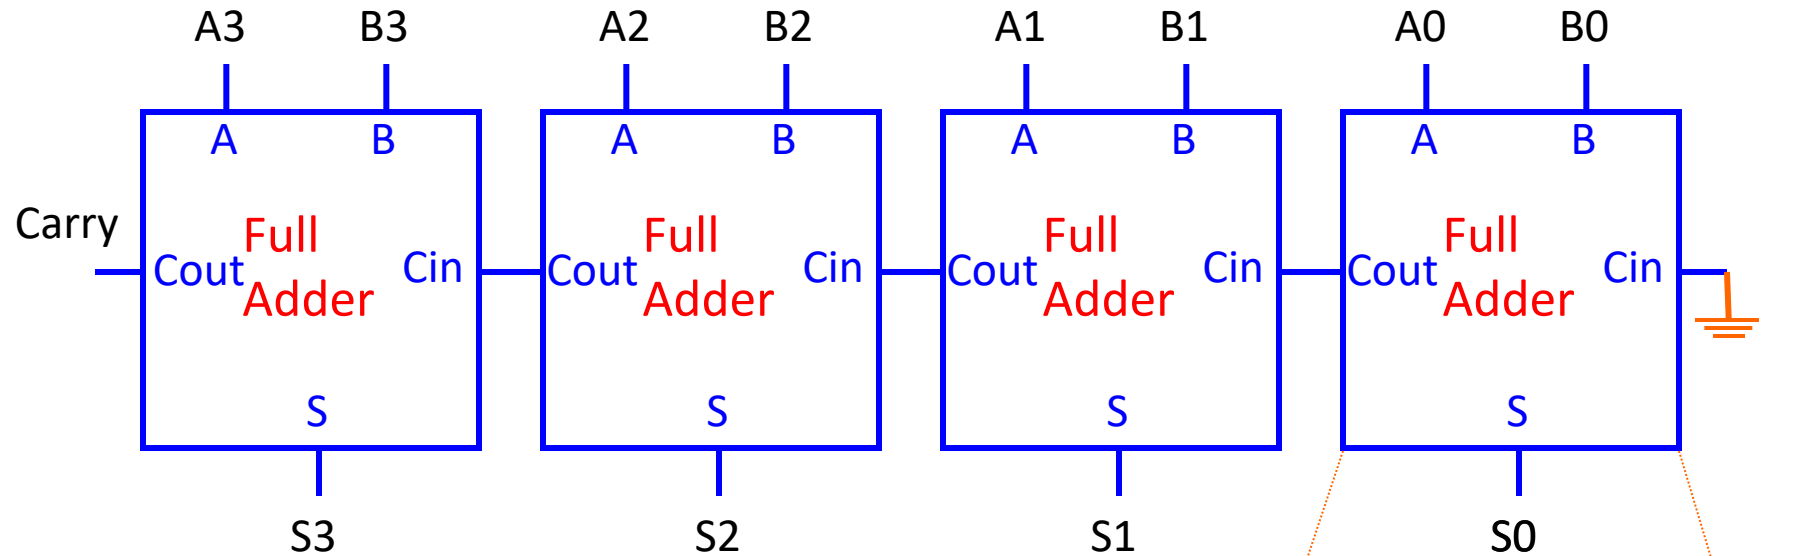 A3 B3 A2 B2 A1 B1 A0 B0
A B A B A B A B
Carry
Full Full Full Full
Cout Cin Cout Cin Cout Cin Cout Cin
Adder Adder Adder Adder
S S S S
S3 S2 S1 S0